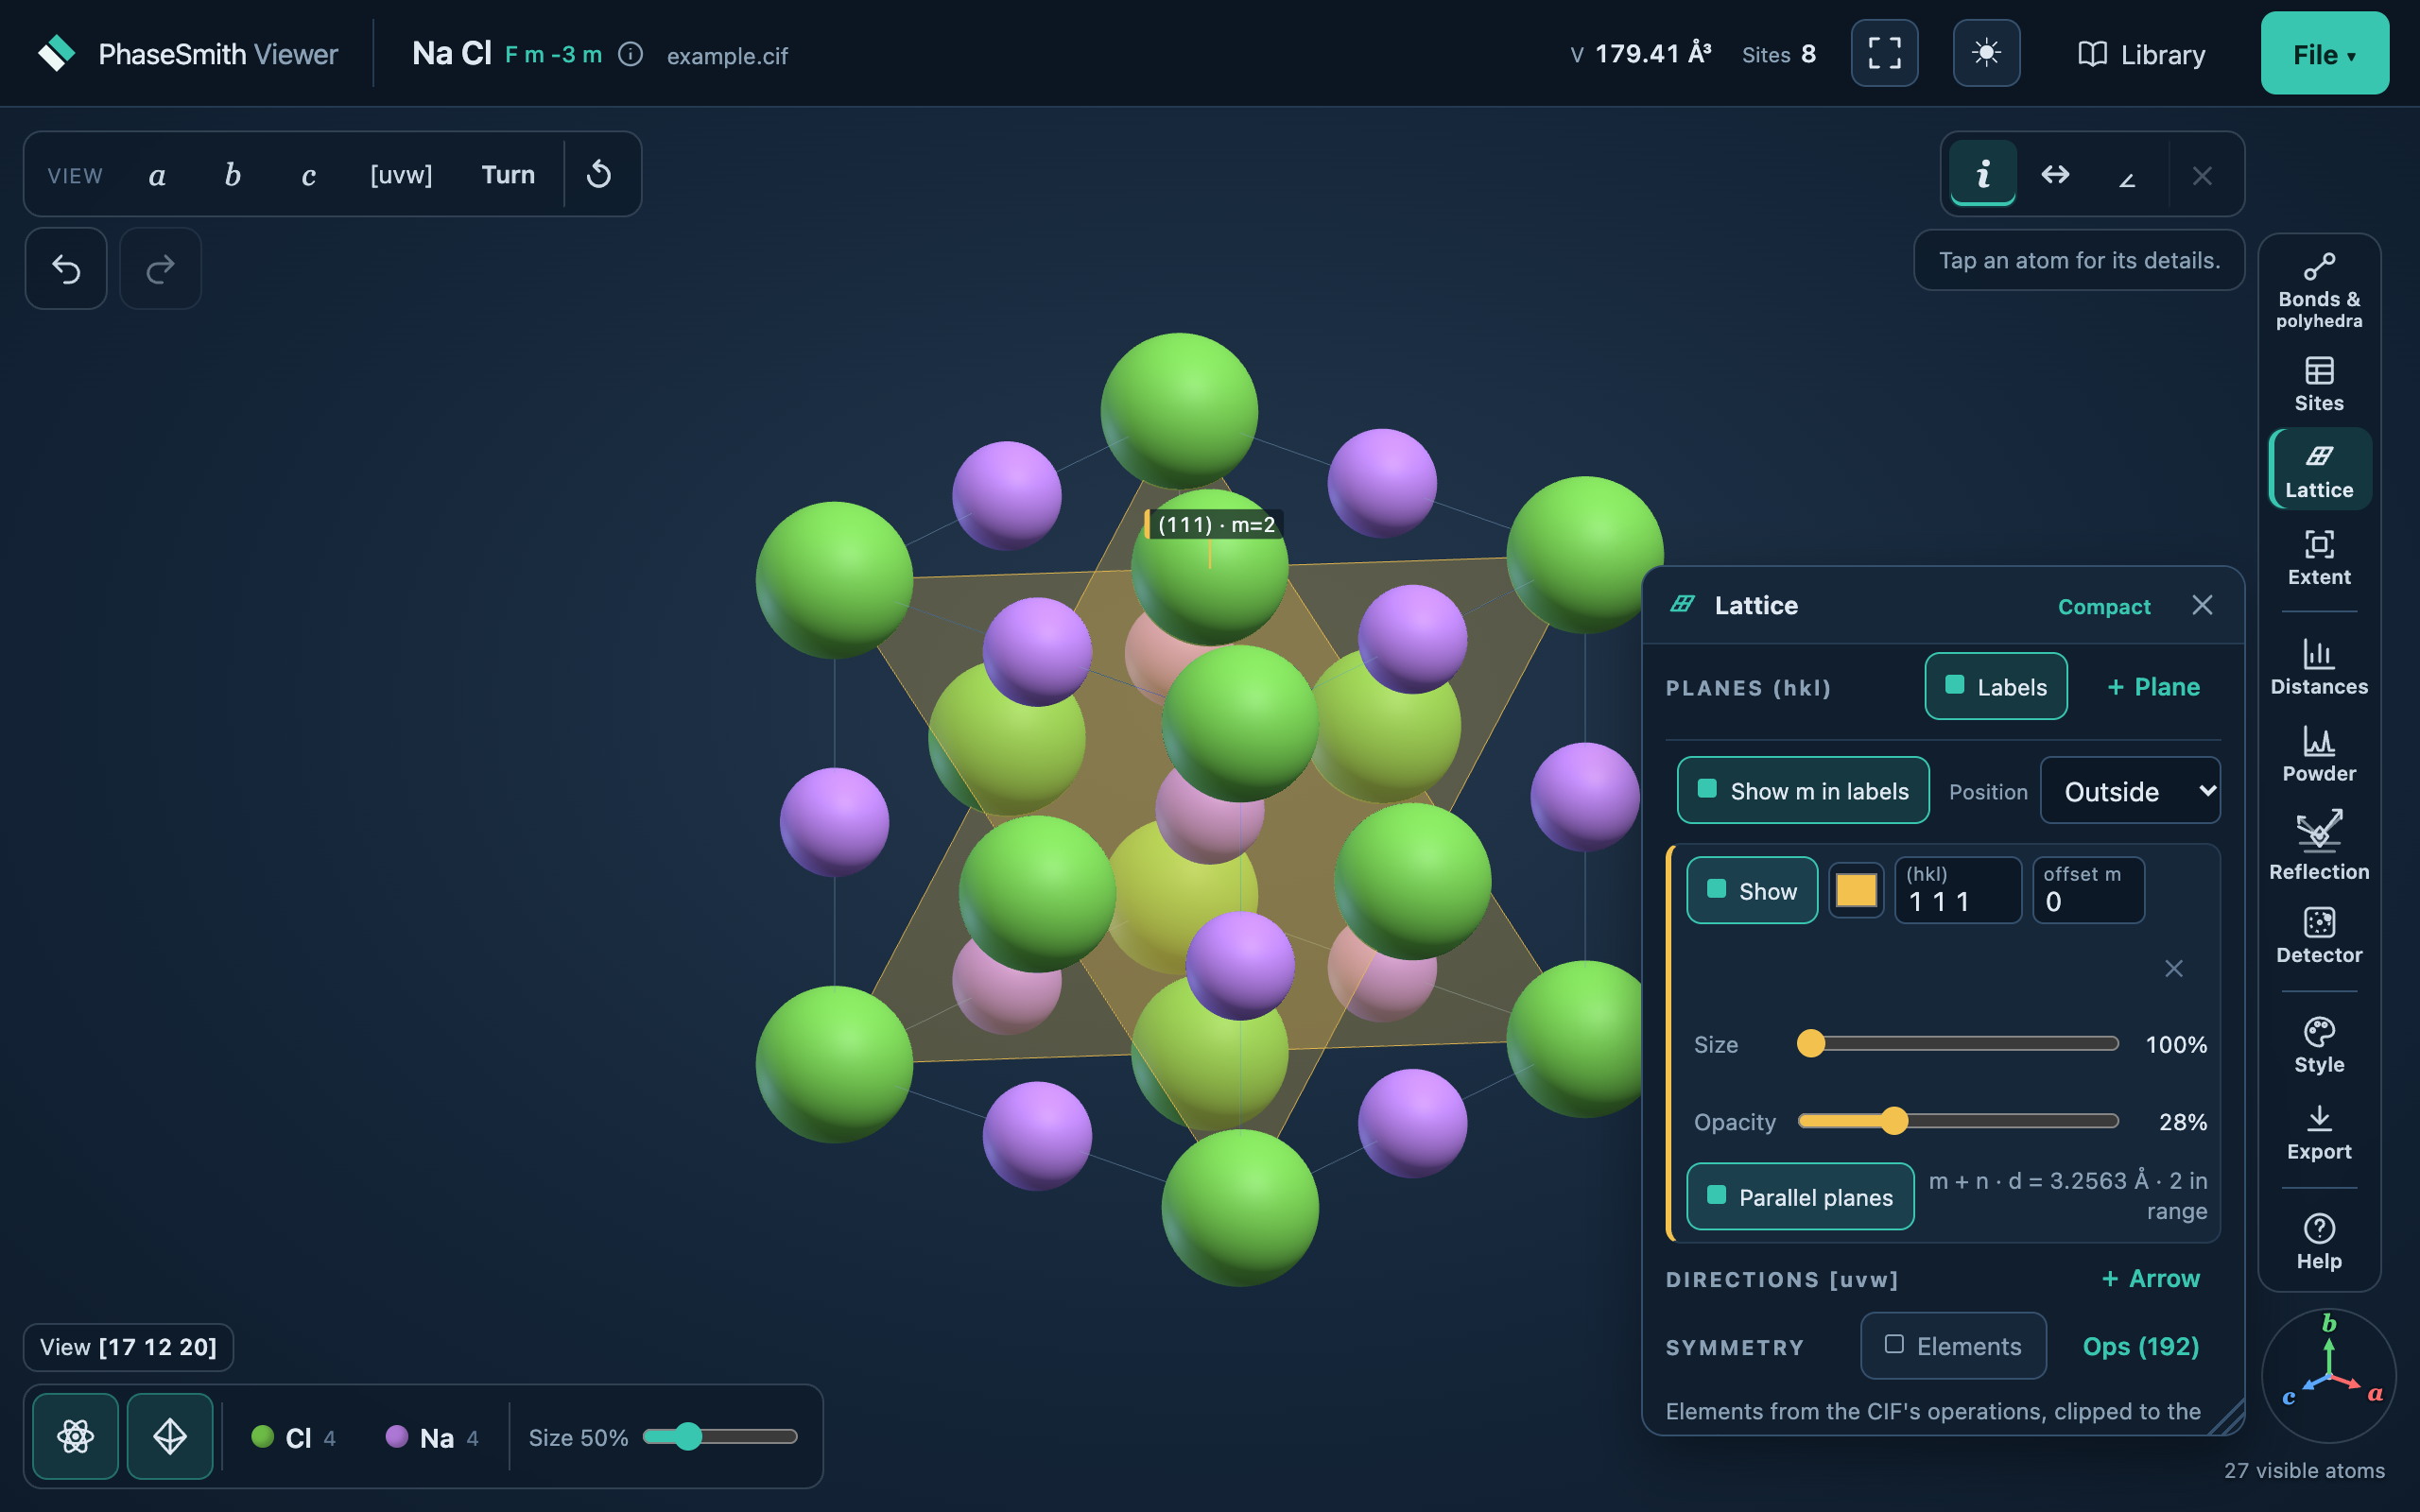 PhaseSmith Viewer
Na Cl F m -3 m example.cif
V 179.41 Å³ Sites 8
Library
File ▾
VIEW a b c [uvw] Turn
Tap an atom for its details.
(111) · m=2
Bonds &
polyhedra
Sites
Lattice
Extent
Distances
Powder
Reflection
Detector
Style
Export
Help
Lattice Compact
PLANES (hkl) Labels + Plane
Show m in labels Position Outside
Show (hkl) 1 1 1 offset m 0
Size 100%
Opacity 28%
Parallel planes m + n · d = 3.2563 Å · 2 in
range
DIRECTIONS [uvw] + Arrow
SYMMETRY Elements Ops (192)
Elements from the CIF's operations, clipped to the
View [17 12 20]
Cl 4 Na 4 Size 50%
b
c a
27 visible atoms